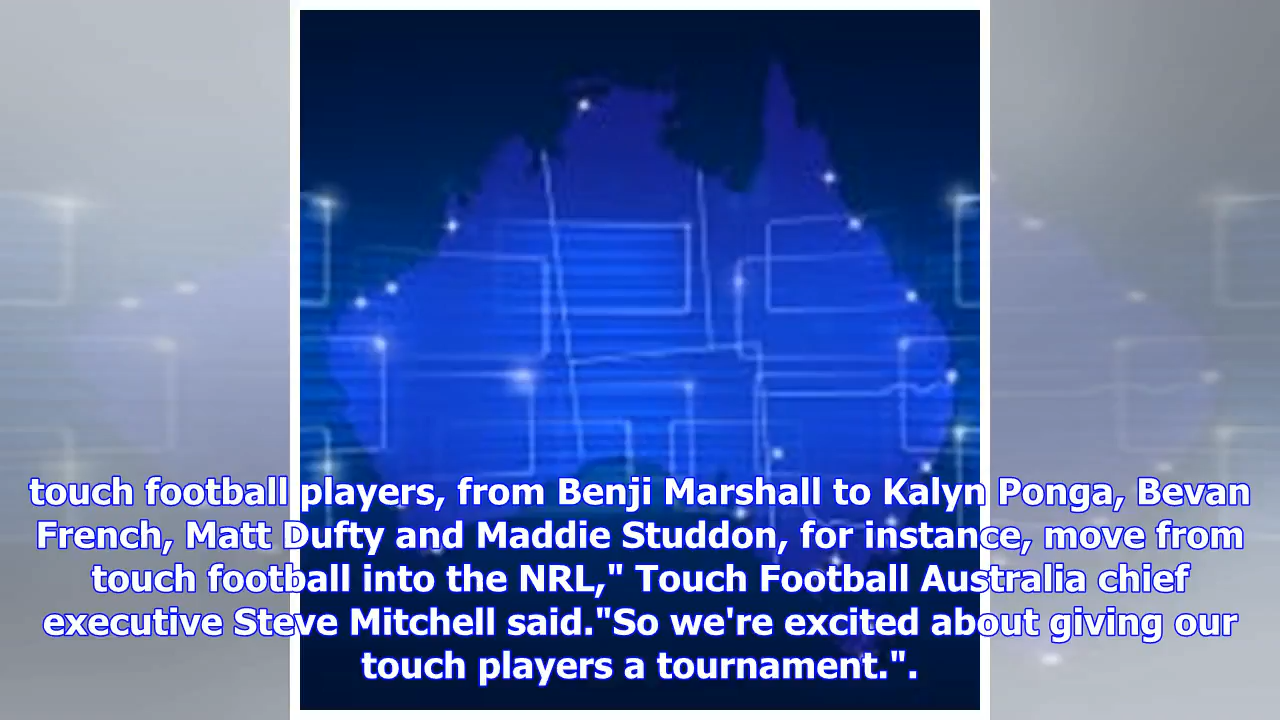 touch football players, from Benji Marshall to Kalyn Ponga, Bevan
French, Matt Dufty and Maddie Studdon, for instance, move from
touch football into the NRL," Touch Football Australia chief
executive Steve Mitchell said."So we're excited about giving our
touch players a tournament.".